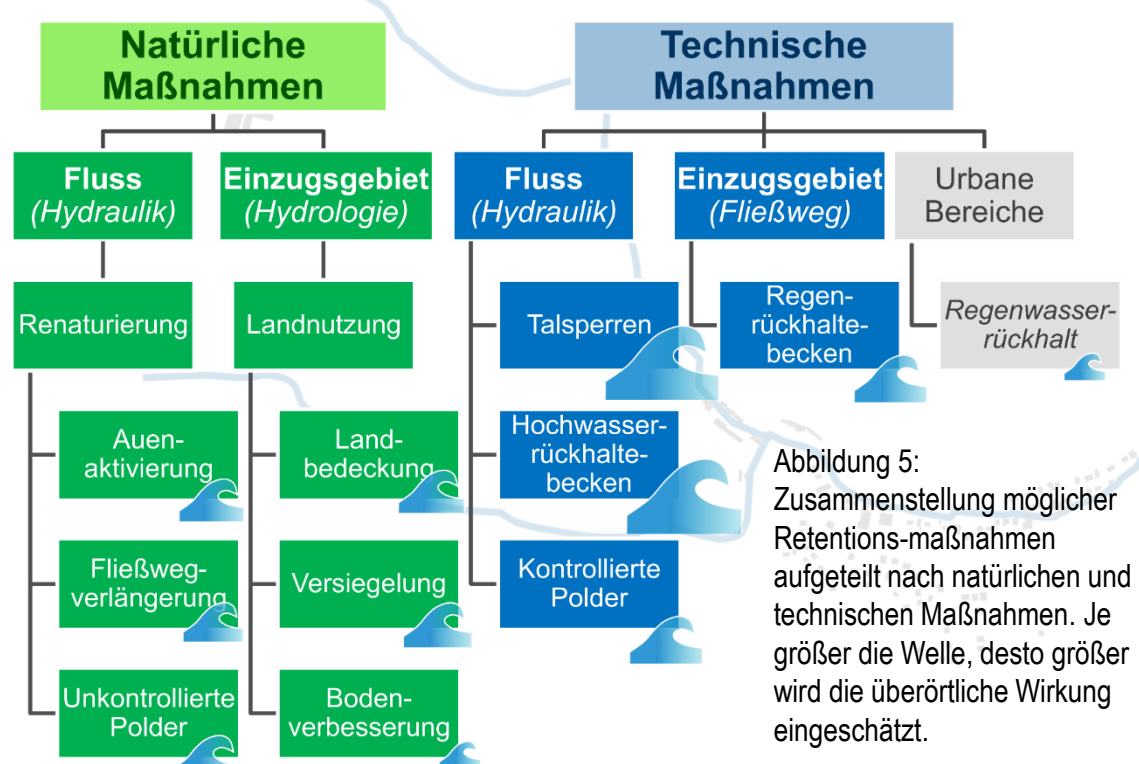 Natürliche
Maßnahmen
Technische
Maßnahmen
Fluss
(Hydraulik)
Einzugsgebiet
(Hydrologie)
Fluss
(Hydraulik)
Einzugsgebiet
(Fließweg)
Urbane
Bereiche
Renaturierung
Landnutzung
Talsperren
Regen-
rückhalte-
becken
Regenwasser-
rückhalt
Auen-
aktivierung
Land-
bedeckung
Hochwasser-
rückhalte-
becken
Fließweg-
verlängerung
Versiegelung
Kontrollierte
Polder
Unkontrollierte
Polder
Boden-
verbesserung
Abbildung 5:
Zusammenstellung möglicher
Retentions-maßnahmen
aufgeteilt nach natürlichen und
technischen Maßnahmen. Je
größer die Welle, desto größer
wird die überörtliche Wirkung
eingeschätzt.